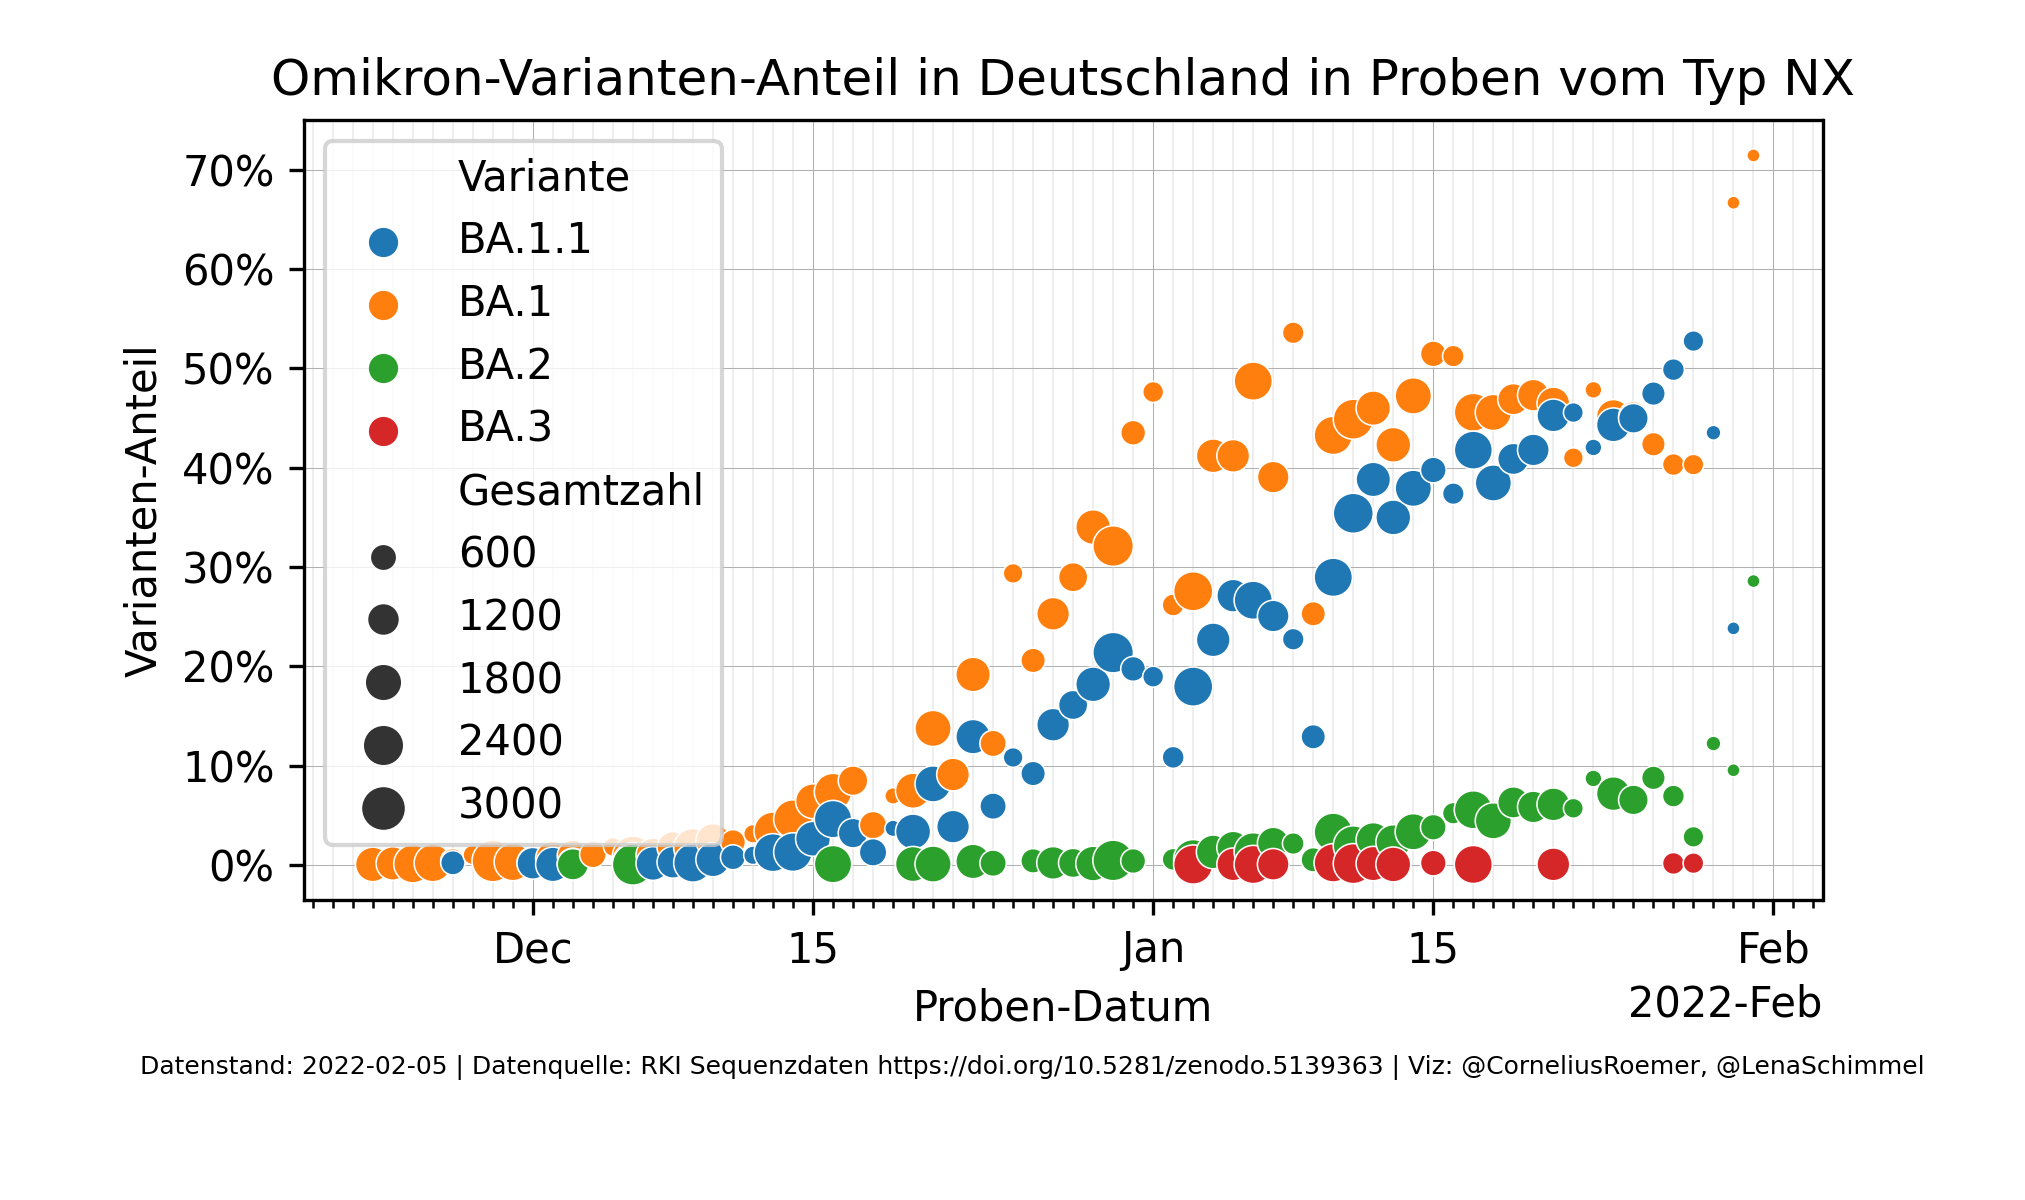 Omikron-Varianten-Anteil in Deutschland in Proben vom Typ NX
Varianten-Anteil
70%
60%
50%
40%
30%
20%
10%
0%
Variante
BA.1.1
BA.1
BA.2
BA.3
Gesamtzahl
600
1200
1800
2400
3000
Dec 15 Jan 15 Feb
Proben-Datum
2022-Feb
Datenstand: 2022-02-05 | Datenquelle: RKI Sequenzdaten https://doi.org/10.5281/zenodo.5139363 | Viz: @CorneliusRoemer, @LenaSchimmel